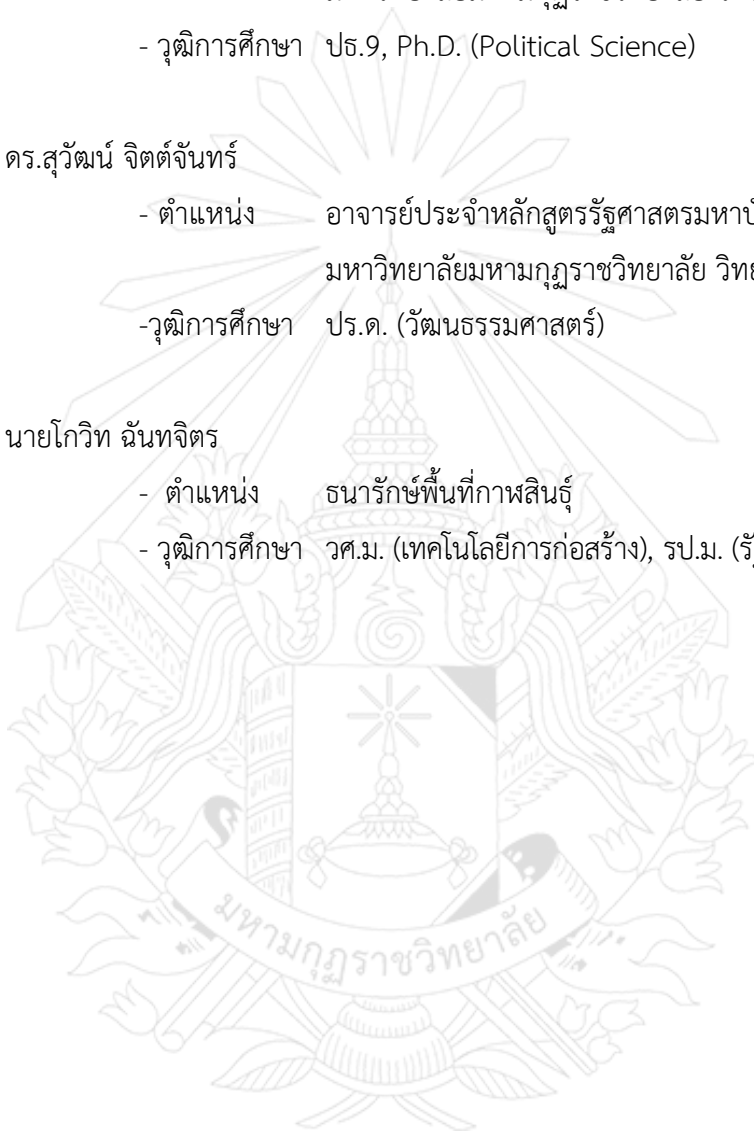 - วุฒิการศึกษา ปธ.9, Ph.D. (Political Science)
ดร.สุวัฒน์ จิตต์จันทร์
- ตำแหน่ง อาจารย์ประจำหลักสูตรรัฐศาสตรมหาบั
มหาวิทยาลัยมหามกุฏราชวิทยาลัย วิทย
-วุฒิการศึกษา ปร.ด. (วัฒนธรรมศาสตร์)
นายโกวิท ฉันทจิตร
- ตำแหน่ง ธนารักษ์พื้นที่กาฬสินธุ์
- วุฒิการศึกษา วศ.ม. (เทคโนโลยีการก่อสร้าง), รป.ม. (รั
มหามกุฏราชวิทยาลัย